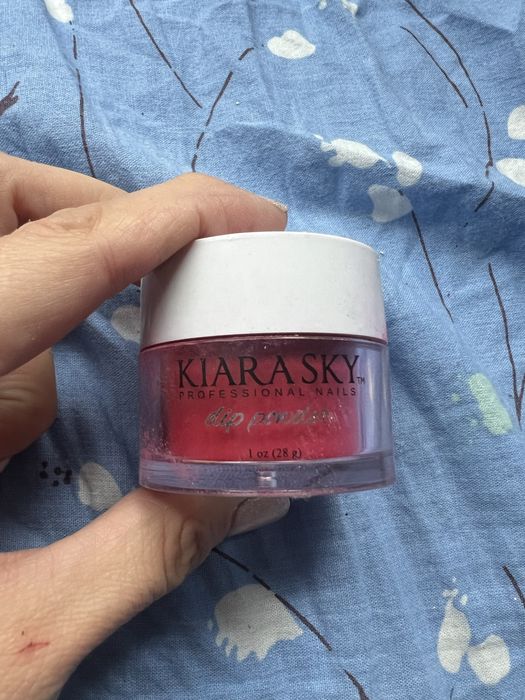 KIARA SKY™
PROFESSIONAL NAILS
dip powder
1 oz (28 g)